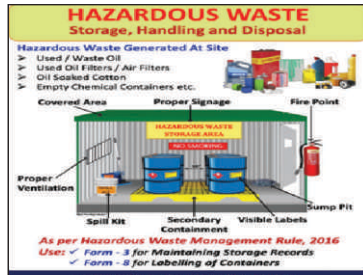 HAZARDOUS WASTE
Storage, Handling and Disposal
Hazardous Waste Generated At Site
➤ Used / Waste Oil
➤ Used Oil Filters / Air Filters
➤ Oil Soaked Cotton
➤ Empty Chemical Containers etc.
Covered Area
Proper Signage
Fire Point
HAZARDOUS WASTE
STORAGE AREA
NO SMOKING
Proper
Ventilation
Spill Kit
Secondary
Containment
Visible Labels
Sump Pit
As per Hazardous Waste Management Rule, 2016
Use: ✓ Form - 3 for Maintaining Storage Records
✓ Form - 8 for Labelling of Containers